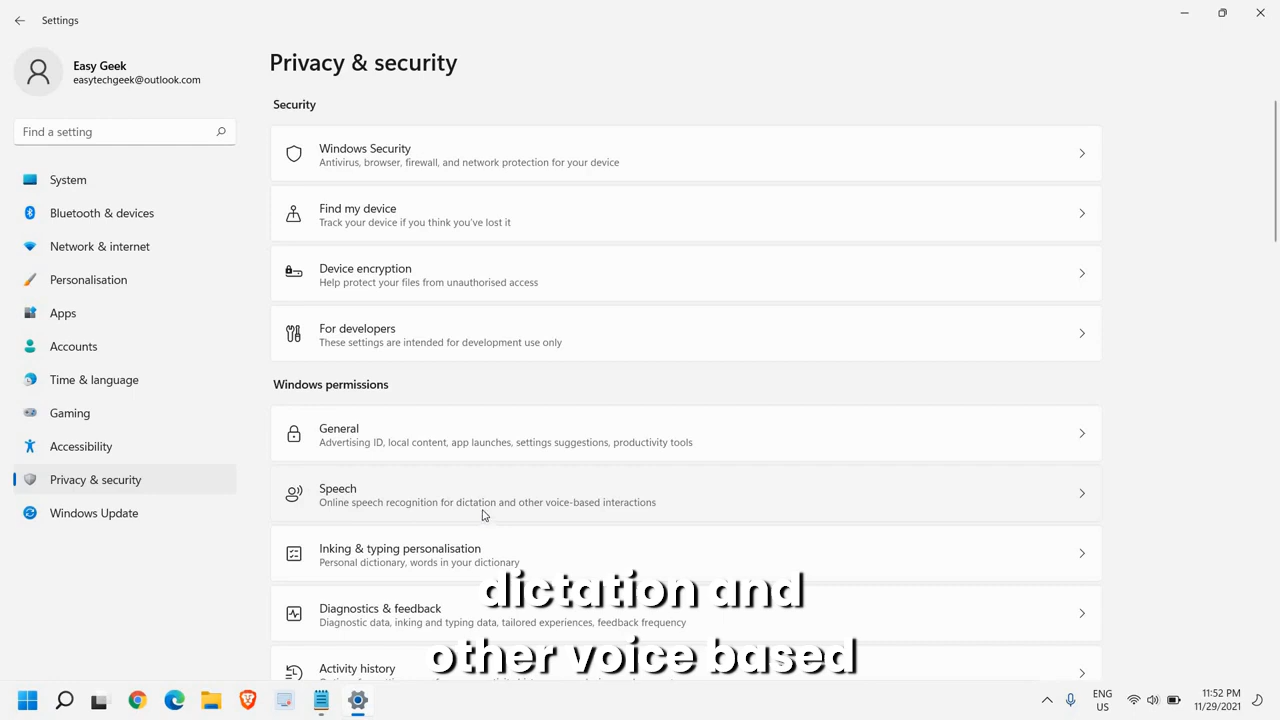 Settings
Easy Geek
easytechgeek@outlook.com
Find a setting
System
Bluetooth & devices
Network & internet
Personalisation
Apps
Accounts
Time & language
Gaming
Accessibility
Privacy & security
Windows Update
Privacy & security
Security
Windows Security
Antivirus, browser, firewall, and network protection for your device
Find my device
Track your device if you think you've lost it
Device encryption
Help protect your files from unauthorised access
For developers
These settings are intended for development use only
Windows permissions
General
Advertising ID, local content, app launches, settings suggestions, productivity tools
Speech
Online speech recognition for dictation and other voice-based interactions
Inking & typing personalisation
Personal dictionary, words in your dictionary
Diagnostics & feedback
Diagnostic data, inking and typing data, tailored experiences, feedback frequency
Activity history
dictation and
other voice based
ENG
US
11:52 PM
11/29/2021